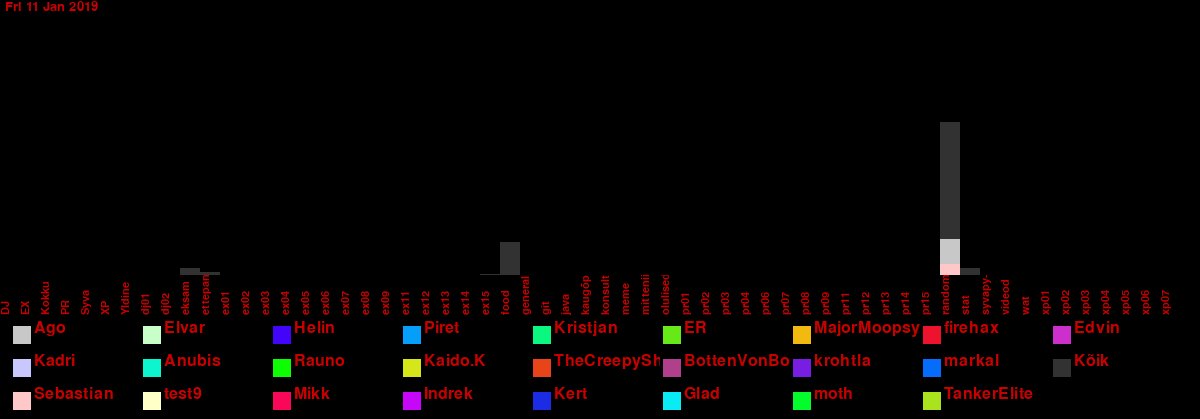 Fri 11 Jan 2019
DJ EX Kokku PR Syva XP Yldine dj01 dj02 eksam ettepan ex01 ex02 ex03 ex04 ex05 ex06 ex07 ex08 ex09 ex11 ex12 ex13 ex14 ex15 food general git java kaugõp konsult meme mittenii olulised pr01 pr02 pr03 pr04 pr06 pr07 pr08 pr09 pr11 pr12 pr13 pr14 pr15 random stat syvapy- videod wat xp01 xp02 xp03 xp04 xp05 xp06 xp07
Ago Elvar Helin Piret Kristjan ER MajorMoopsy firehax Edvin
Kadri Anubis Rauno Kaido.K TheCreepySh BottenVonBo krohtla markal Kõik
Sebastian test9 Mikk Indrek Kert Glad moth TankerElite